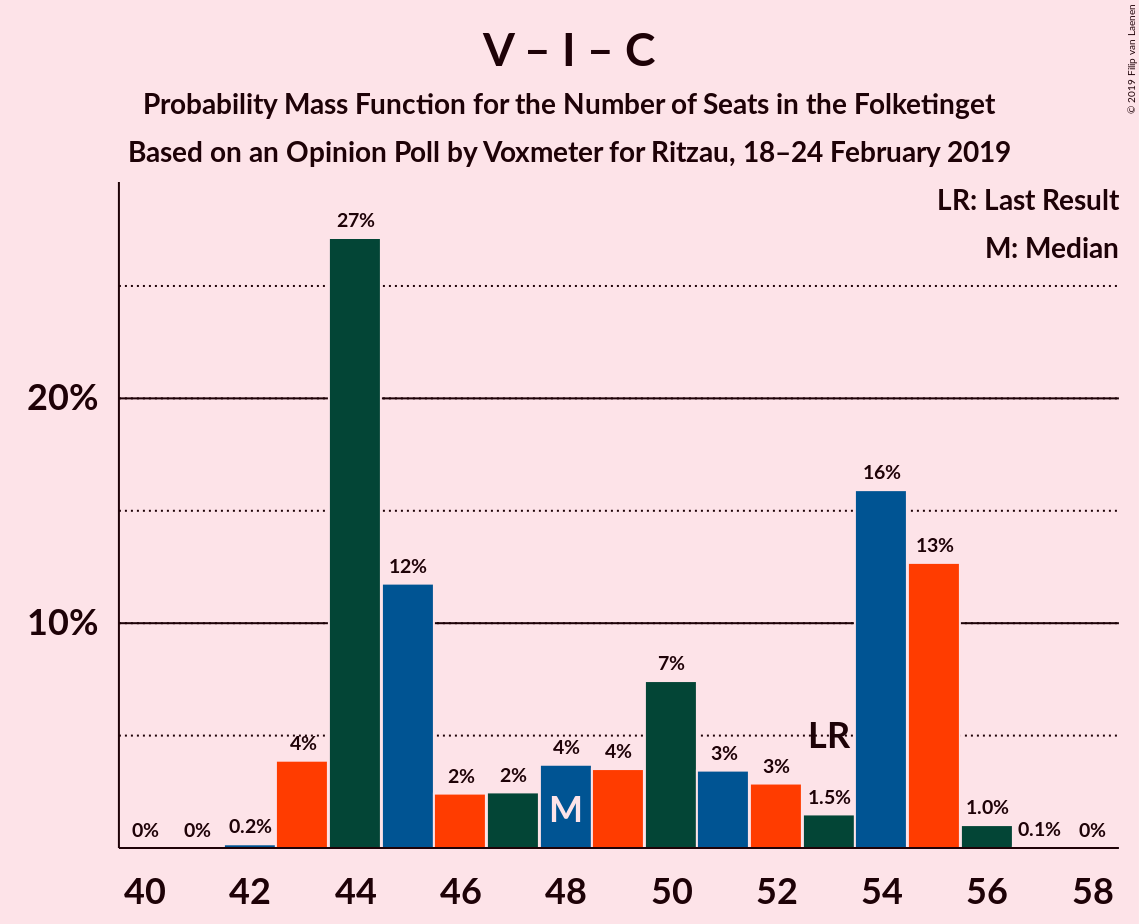 V – I – C
Probability Mass Function for the Number of Seats in the Folketinget
Based on an Opinion Poll by Voxmeter for Ritzau, 18–24 February 2019
© 2019 Filip van Laenen
LR: Last Result
M: Median
20%
10%
0%
0%
0.2%
4%
27%
12%
2%
2%
4%
4%
7%
3%
3%
1.5%
16%
13%
1.0%
0.1%
0%
LR
M
40 42 44 46 48 50 52 54 56 58